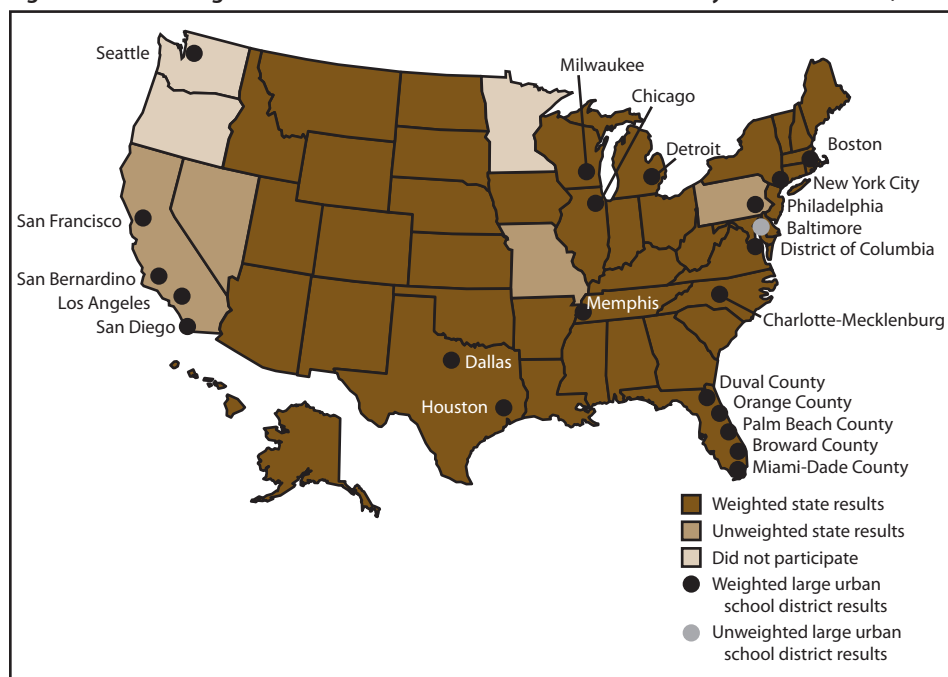 Seattle
Milwaukee
Chicago
Detroit
Boston
New York City
Philadelphia
Baltimore
District of Columbia
San Francisco
San Bernardino
Los Angeles
San Diego
Memphis
Charlotte-Mecklenburg
Dallas
Houston
Duval County
Orange County
Palm Beach County
Broward County
Miami-Dade County
Weighted state results
Unweighted state results
Did not participate
Weighted large urban
school district results
Unweighted large urban
school district results